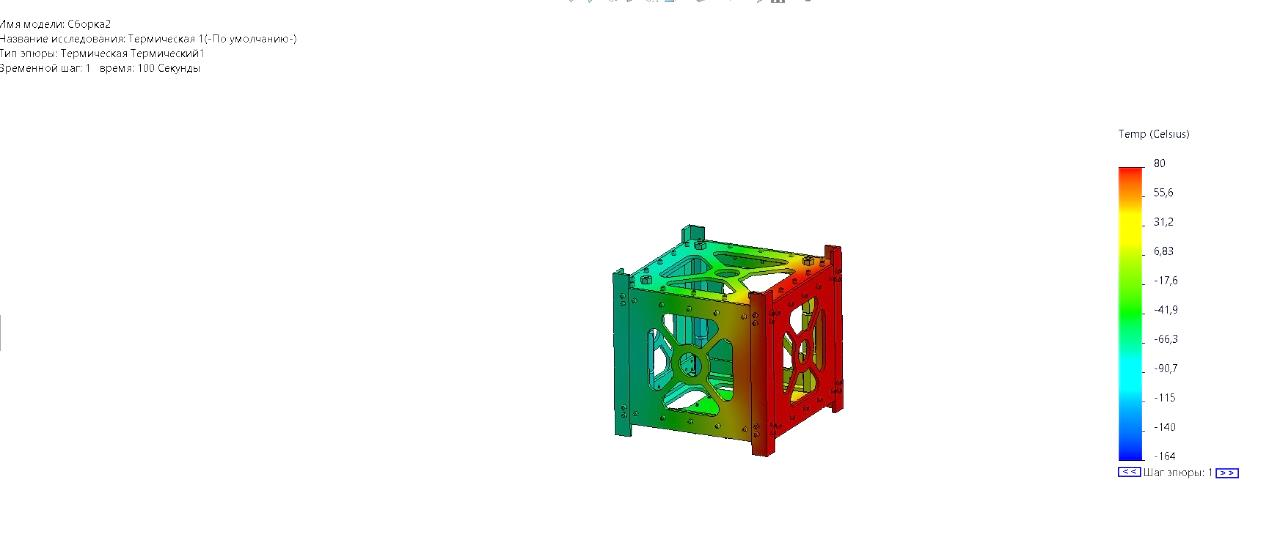 Имя модели: Сборка2
Название исследования: Термическая 1(-По умолчанию-)
Тип эпюры: Термическая Термический1
Временной шаг: 1 время: 100 Секунды
Temp (Celsius)
80
55,6
31,2
6,83
-17,6
-41,9
-66,3
-90,7
-115
-140
-164
<< Шаг эпюры: 1 >>